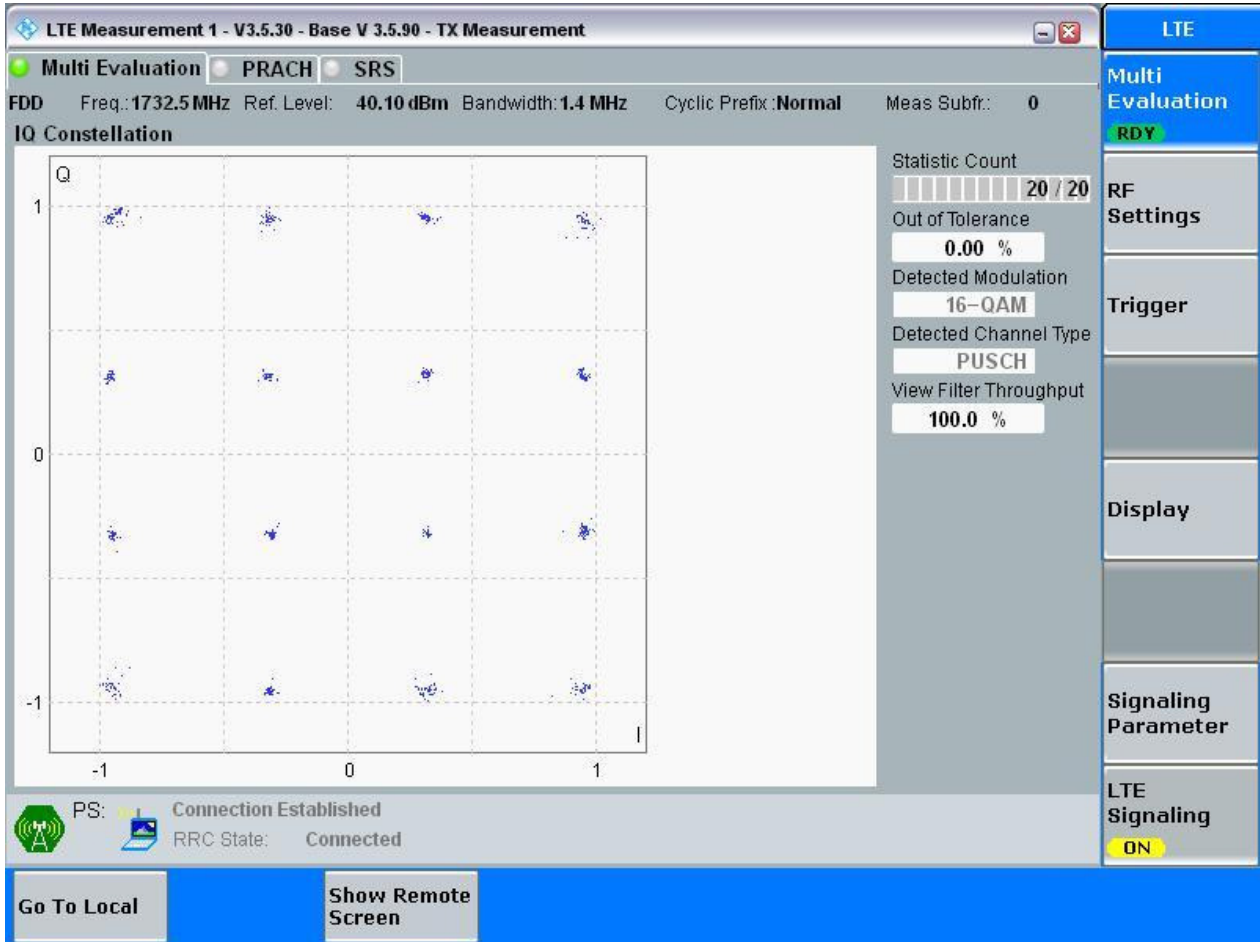 LTE Measurement 1 - V3.5.30 - Base V 3.5.90 - TX Measurement
Multi Evaluation PRACH SRS
FDD Freq.: 1732.5 MHz Ref. Level: 40.10 dBm Bandwidth: 1.4 MHz Cyclic Prefix : Normal Meas Subfr.: 0
IQ Constellation
Q
1
0
-1
-1 0 1
I
Statistic Count
20 / 20
Out of Tolerance
0.00 %
Detected Modulation
16-QAM
Detected Channel Type
PUSCH
View Filter Throughput
100.0 %
PS: Connection Established
RRC State: Connected
LTE
Multi
Evaluation
RDY
RF
Settings
Trigger
Display
Signaling
Parameter
LTE
Signaling
ON
Go To Local
Show Remote
Screen